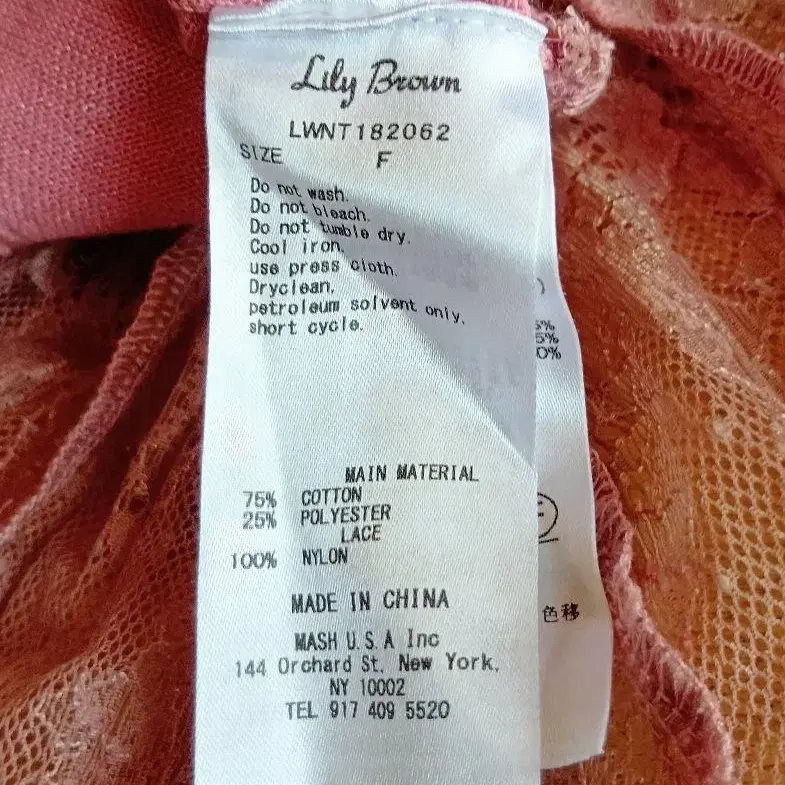 Lily Brown
LWNT182062
SIZE F
Do not wash.
Do not bleach.
Do not tumble dry.
Cool iron.
use press cloth.
Dryclean.
petroleum solvent only.
short cycle.
MAIN MATERIAL
75% COTTON
25% POLYESTER
LACE
100% NYLON
MADE IN CHINA
MASH U.S.A Inc
144 Orchard St. New York,
NY 10002
TEL 917 409 5520
5%
0%
色移